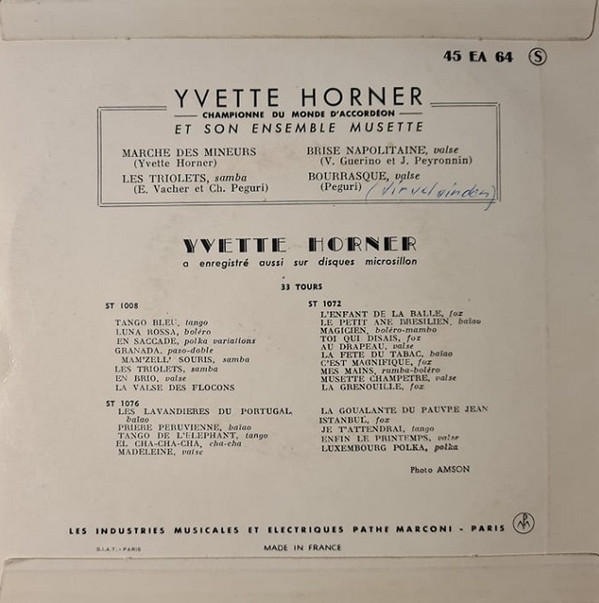 45 EA 64 S
YVETTE HORNER
CHAMPIONNE DU MONDE D'ACCORDÉON
ET SON ENSEMBLE MUSETTE
MARCHE DES MINEURS
(Yvette Horner)
LES TRIOLETS, samba
(E. Vacher et Ch. Peguri)
BRISE NAPOLITAINE, valse
(V. Guerino et J. Peyronnin)
BOURRASQUE, valse
(Peguri) (Virvelvinden)
YVETTE HORNER
a enregistré aussi sur disques microsillon
33 TOURS
ST 1008
TANGO BLEU, tango
LUNA ROSSA, boléro
EN SACCADE, polka variations
GRANADA, paso-doble
MAM'ZELL' SOURIS, samba
LES TRIOLETS, samba
EN BRIO, valse
LA VALSE DES FLOCONS
ST 1072
L'ENFANT DE LA BALLE, fox
LE PETIT ANE BRESILIEN, baïao
MAGICIEN, boléro-mambo
TOI QUI DISAIS, fox
AU DRAPEAU, valse
LA FETE DU TABAC, baïao
C'EST MAGNIFIQUE, fox
MES MAINS, rumba-boléro
MUSETTE CHAMPETRE, valse
LA GRENOUILLE, fox
ST 1076
LES LAVANDIERES DU PORTUGAL,
baïao
PRIERE PERUVIENNE, baïao
TANGO DE L'ELEPHANT, tango
EL CHA-CHA-CHA, cha-cha
MADELEINE, valse
LA GOUALANTE DU PAUVRE JEAN
ISTANBUL, fox
JE T'ATTENDRAI, tango
ENFIN LE PRINTEMPS, valse
LUXEMBOURG POLKA, polka
Photo AMSON
LES INDUSTRIES MUSICALES ET ELECTRIQUES PATHE MARCONI - PARIS
S.I.A.T. - PARIS
MADE IN FRANCE